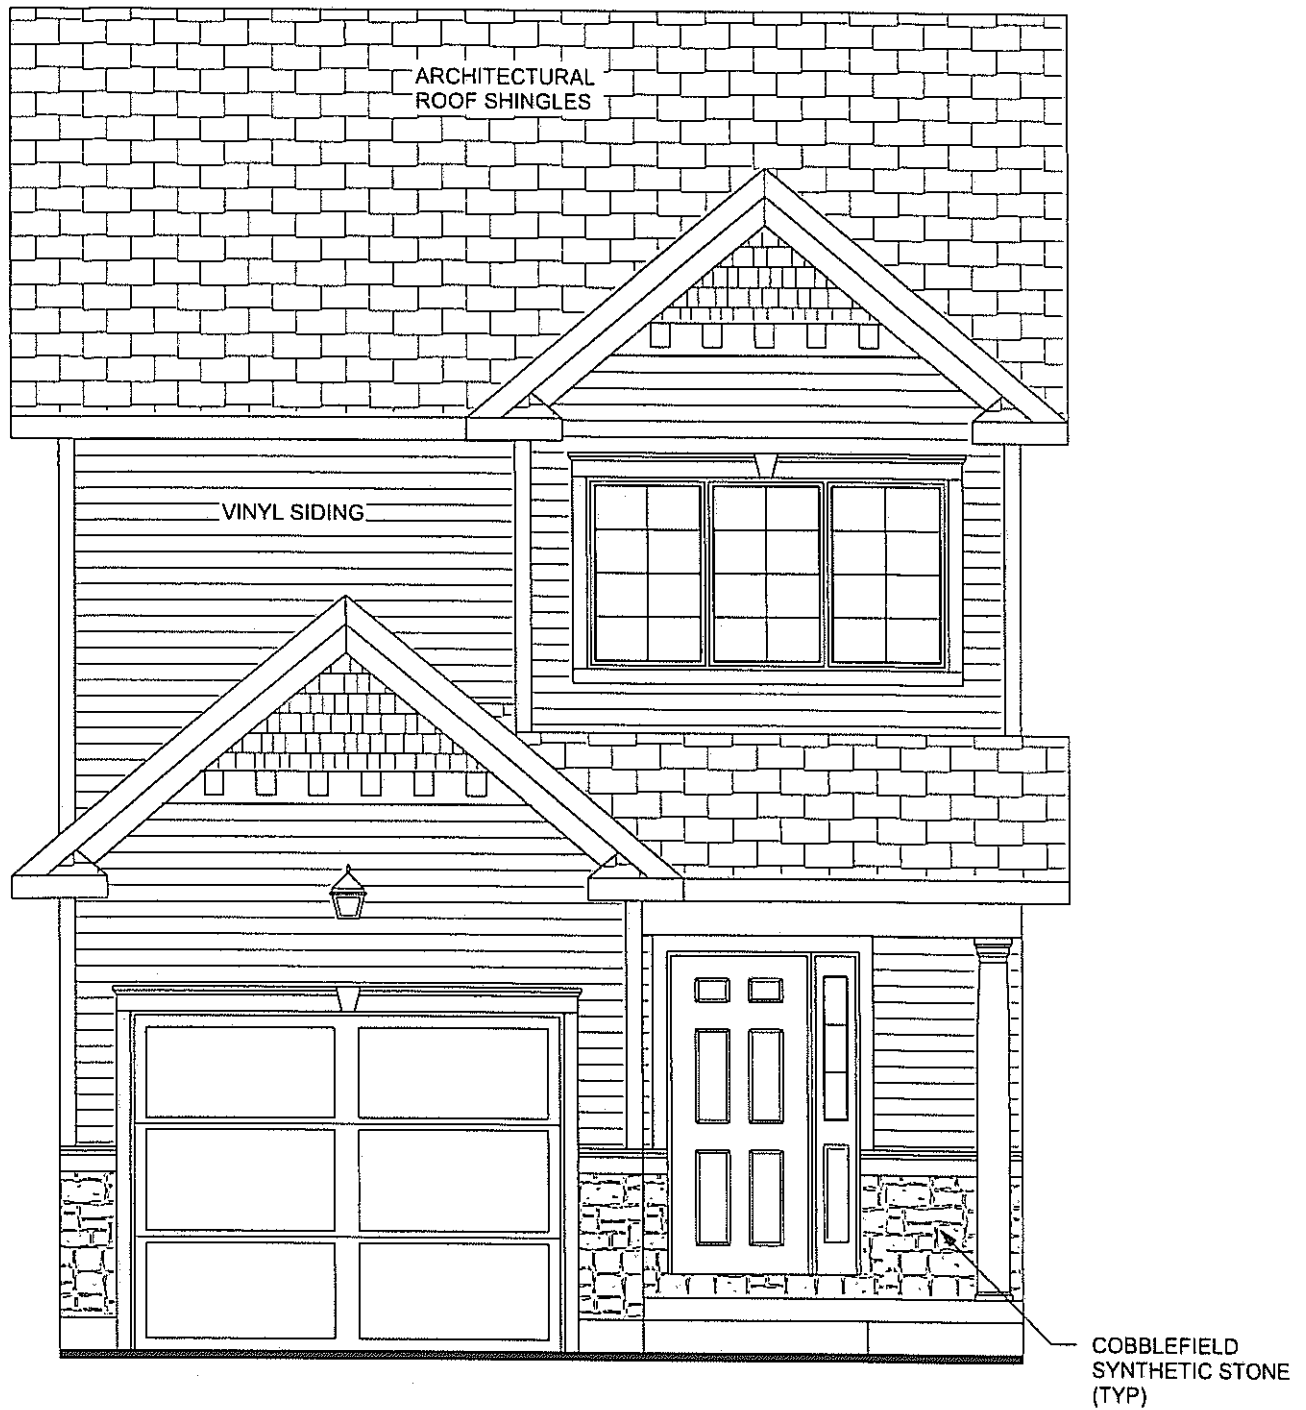 ARCHITECTURAL
ROOF SHINGLES
VINYL SIDING
COBBLEFIELD
SYNTHETIC STONE
(TYP)